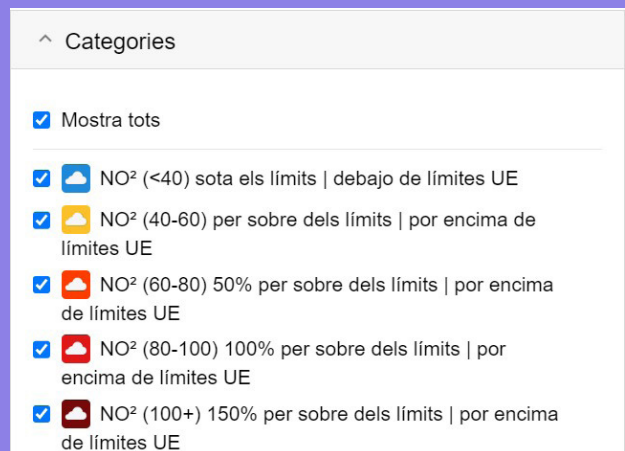 Categories
Mostra tots
NO² (<40) sota els límits | debajo de límites UE
NO² (40-60) per sobre dels límits | por encima de
límites UE
NO² (60-80) 50% per sobre dels límits | por encima
de límites UE
NO² (80-100) 100% per sobre dels límits | por
encima de límites UE
NO² (100+) 150% per sobre dels límits | por encima
de límites UE